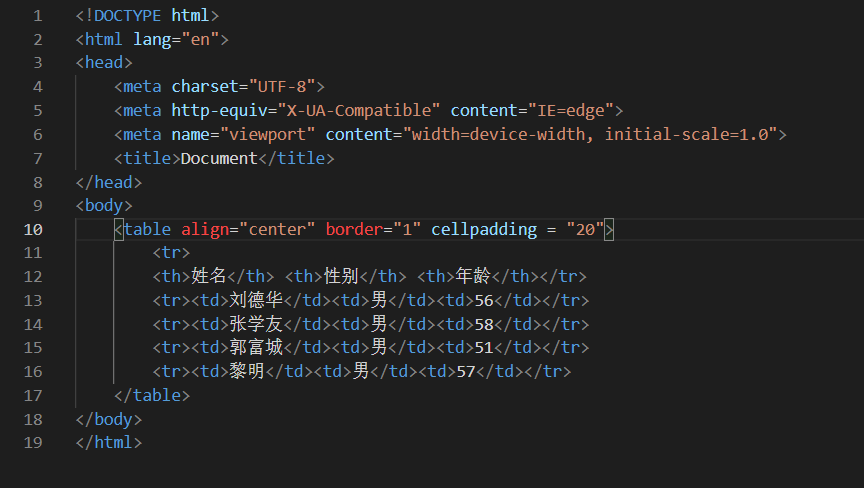 1 <!DOCTYPE html>
2 <html lang="en">
3 <head>
4 <meta charset="UTF-8">
5 <meta http-equiv="X-UA-Compatible" content="IE=edge">
6 <meta name="viewport" content="width=device-width, initial-scale=1.0">
7 <title>Document</title>
8 </head>
9 <body>
10 <table align="center" border="1" cellpadding = "20">
11 <tr>
12 <th>姓名</th> <th>性别</th> <th>年龄</th></tr>
13 <tr><td>刘德华</td><td>男</td><td>56</td></tr>
14 <tr><td>张学友</td><td>男</td><td>58</td></tr>
15 <tr><td>郭富城</td><td>男</td><td>51</td></tr>
16 <tr><td>黎明</td><td>男</td><td>57</td></tr>
17 </table>
18 </body>
19 </html>